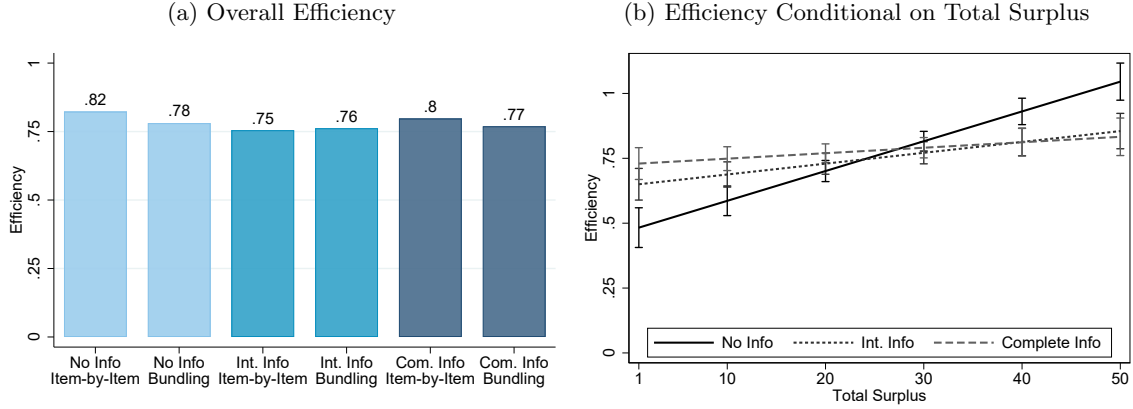 (a) Overall Efficiency
Efficiency
1
.75
.5
.25
0
.82
.78
.75
.76
.8
.77
No Info
Item-by-Item
No Info
Bundling
Int. Info
Item-by-Item
Int. Info
Bundling
Com. Info
Item-by-Item
Com. Info
Bundling
(b) Efficiency Conditional on Total Surplus
Efficiency
1
.75
.5
.25
0
No Info
Int. Info
Complete Info
1
10
20
30
40
50
Total Surplus